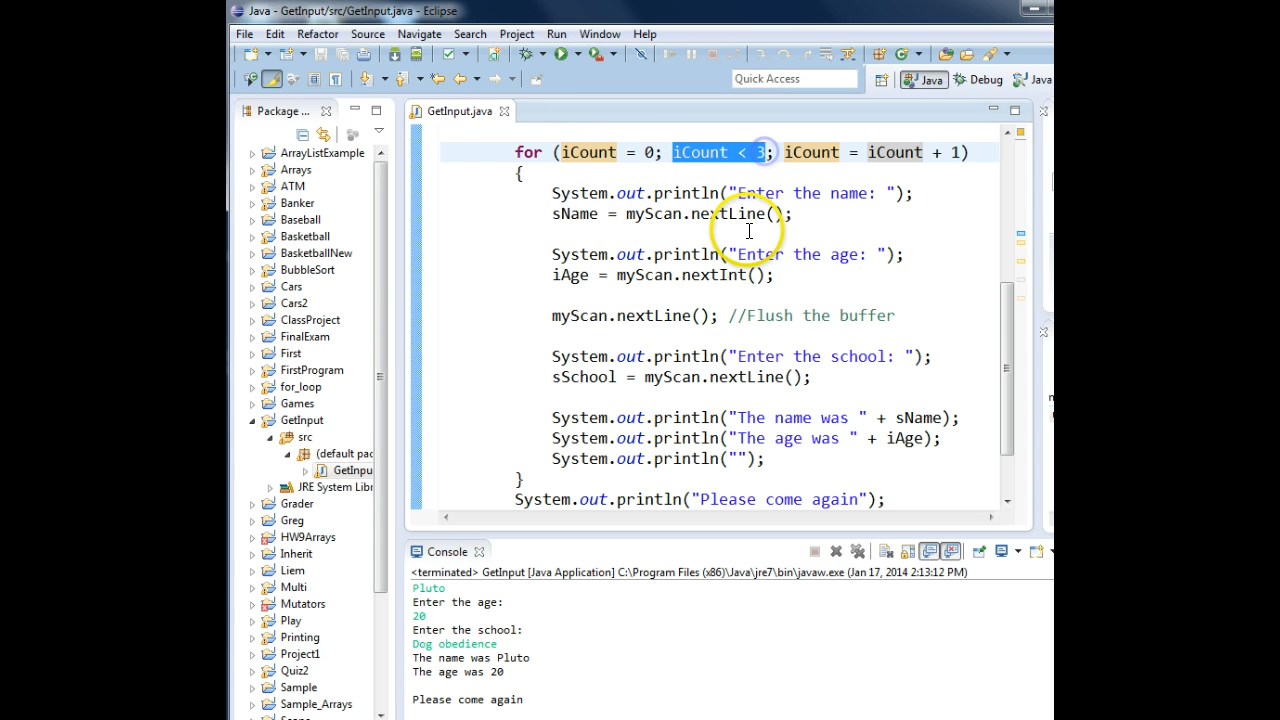 Java - GetInput/src/GetInput.java - Eclipse
File Edit Refactor Source Navigate Search Project Run Window Help
Quick Access
Java Debug Java
Package ...
GetInput.java
ArrayListExample
Arrays
ATM
Banker
Baseball
Basketball
BasketballNew
BubbleSort
Cars
Cars2
ClassProject
FinalExam
First
FirstProgram
for_loop
Games
GetInput
src
(default pac
GetInpu
JRE System Libr
Grader
Greg
HW9Arrays
Inherit
Liem
Multi
Mutators
Play
Printing
Project1
Quiz2
Sample
Sample_Arrays
for (iCount = 0; iCount < 3; iCount = iCount + 1)
{
System.out.println("Enter the name: ");
sName = myScan.nextLine();
System.out.println("Enter the age: ");
iAge = myScan.nextInt();
myScan.nextLine(); //Flush the buffer
System.out.println("Enter the school: ");
sSchool = myScan.nextLine();
System.out.println("The name was " + sName);
System.out.println("The age was " + iAge);
System.out.println("");
}
System.out.println("Please come again");
Console
<terminated> GetInput [Java Application] C:\Program Files (x86)\Java\jre7\bin\javaw.exe (Jan 17, 2014 2:13:12 PM)
Pluto
Enter the age:
20
Enter the school:
Dog obedience
The name was Pluto
The age was 20
Please come again